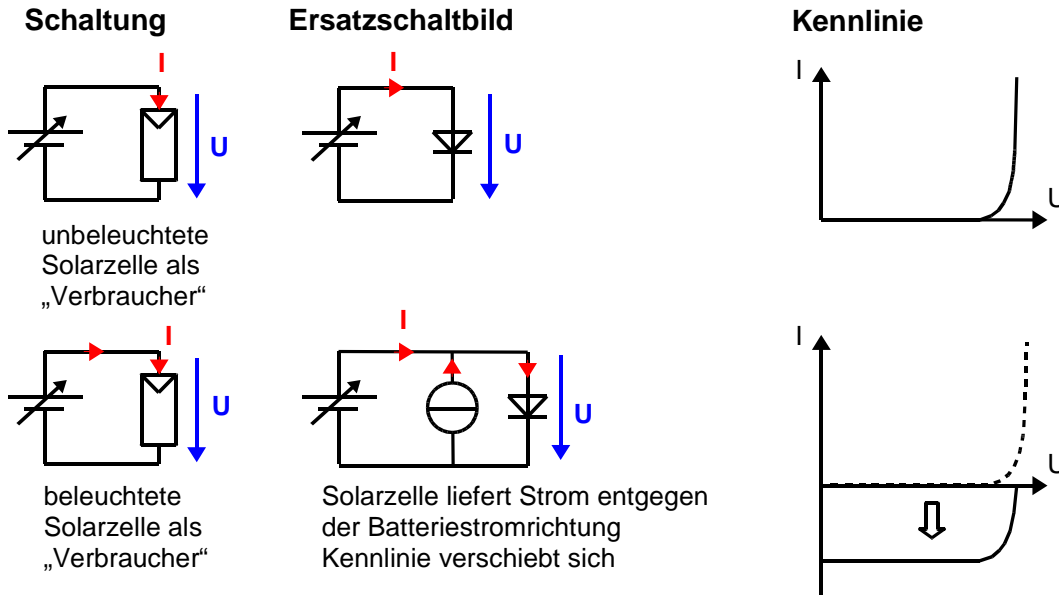 Schaltung
Ersatzschaltbild
Kennlinie
I
U
I
U
I
U
unbeleuchtete
Solarzelle als
„Verbraucher“
I
U
I
U
I
U
beleuchtete
Solarzelle als
„Verbraucher“
Solarzelle liefert Strom entgegen
der Batteriestromrichtung
Kennlinie verschiebt sich